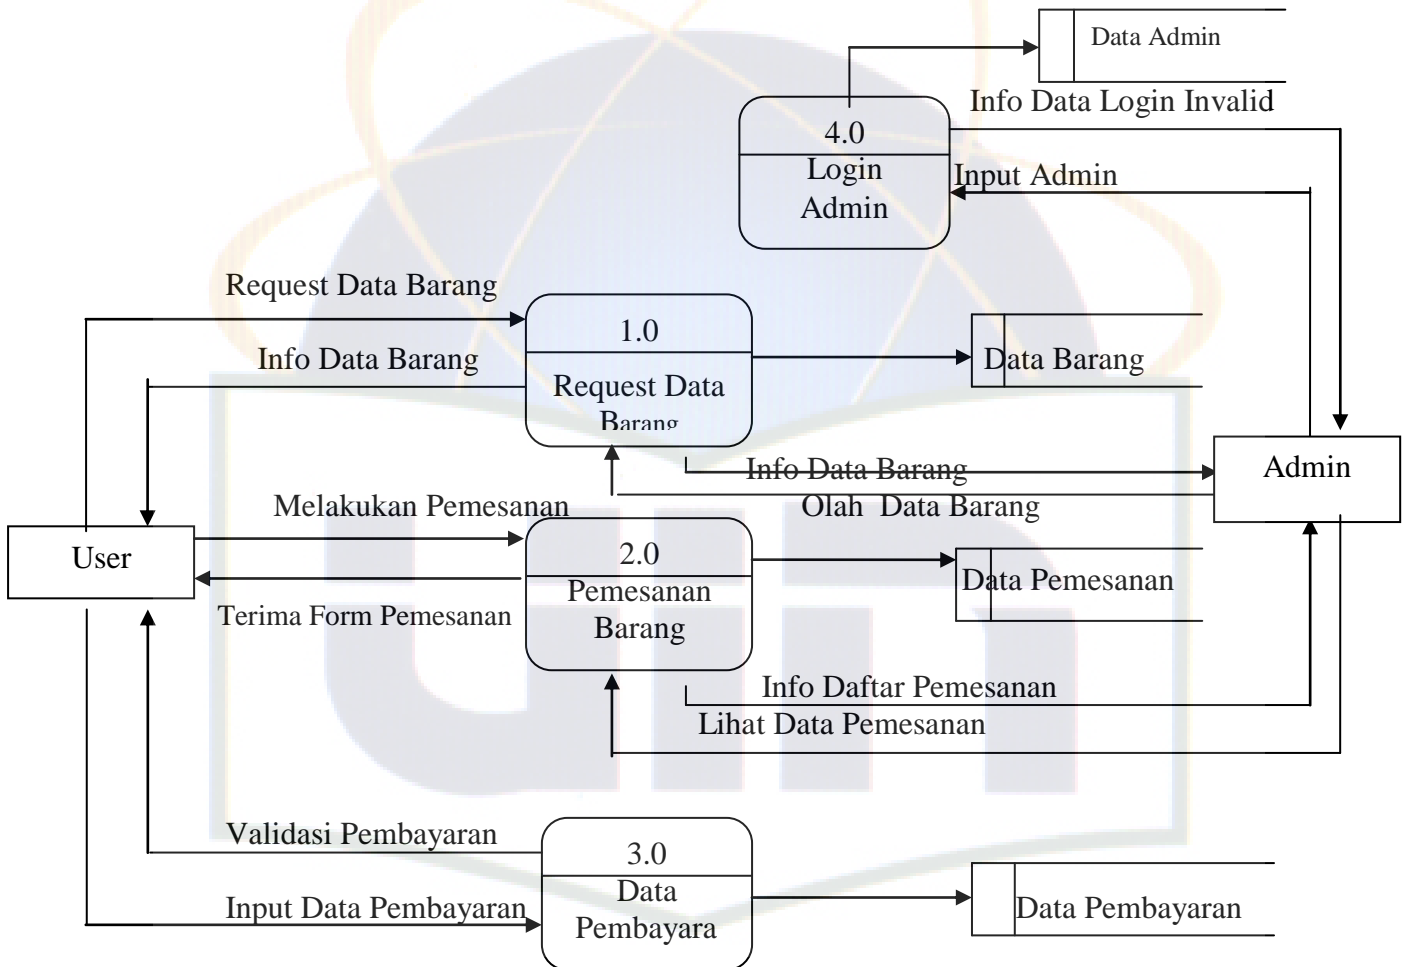 Data Admin
Info Data Login Invalid
4.0
Login
Admin
Input Admin
Request Data Barang
1.0
Info Data Barang
Data Barang
Request Data
Barang
Info Data Barang
Admin
Melakukan Pemesanan
Olah Data Barang
User
2.0
Data Pemesanan
Pemesanan
Barang
Terima Form Pemesanan
Info Daftar Pemesanan
Lihat Data Pemesanan
Validasi Pembayaran
3.0
Data
Pembayara
Input Data Pembayaran
Data Pembayaran
uin